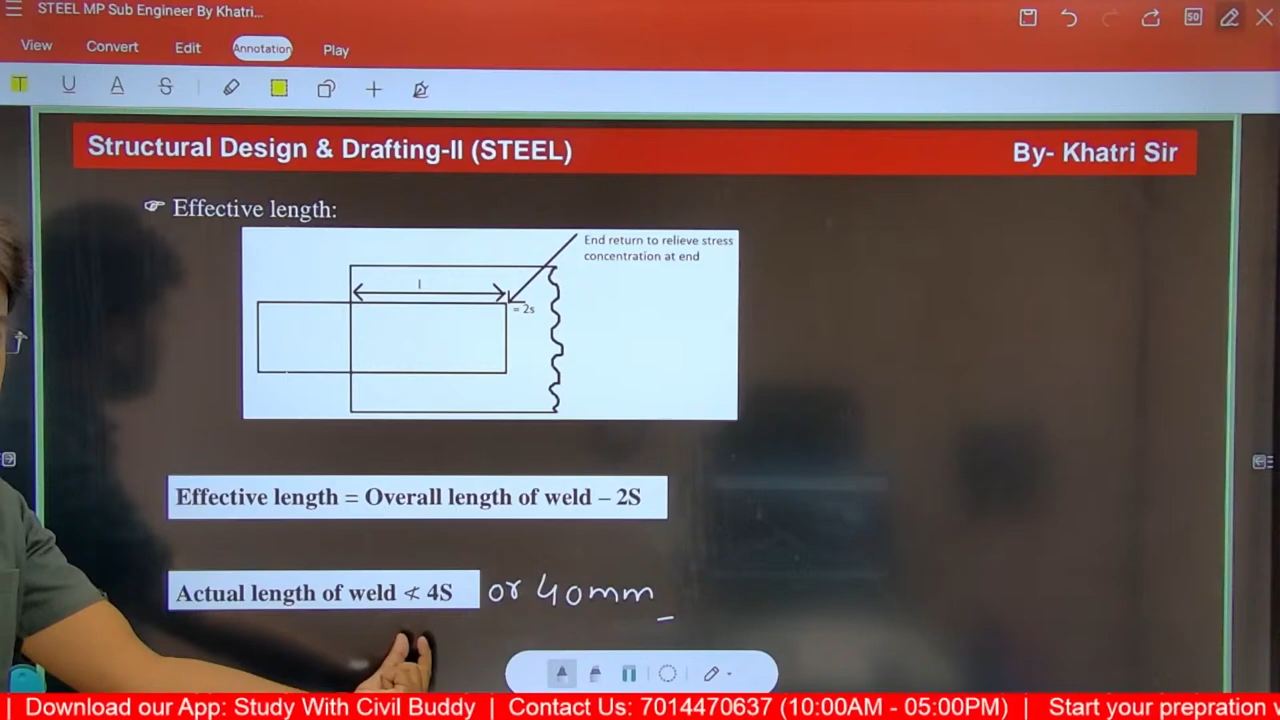 STEEL MP Sub Engineer By Khatri...
50
View Convert Edit Annotation Play
T U A S
Structural Design & Drafting-II (STEEL) By- Khatri Sir
☞ Effective length:
End return to relieve stress
concentration at end
l
= 2s
Effective length = Overall length of weld – 2S
Actual length of weld ≮ 4S or 40mm
| Download our App: Study With Civil Buddy | Contact Us: 7014470637 (10:00AM - 05:00PM) | Start your prepration